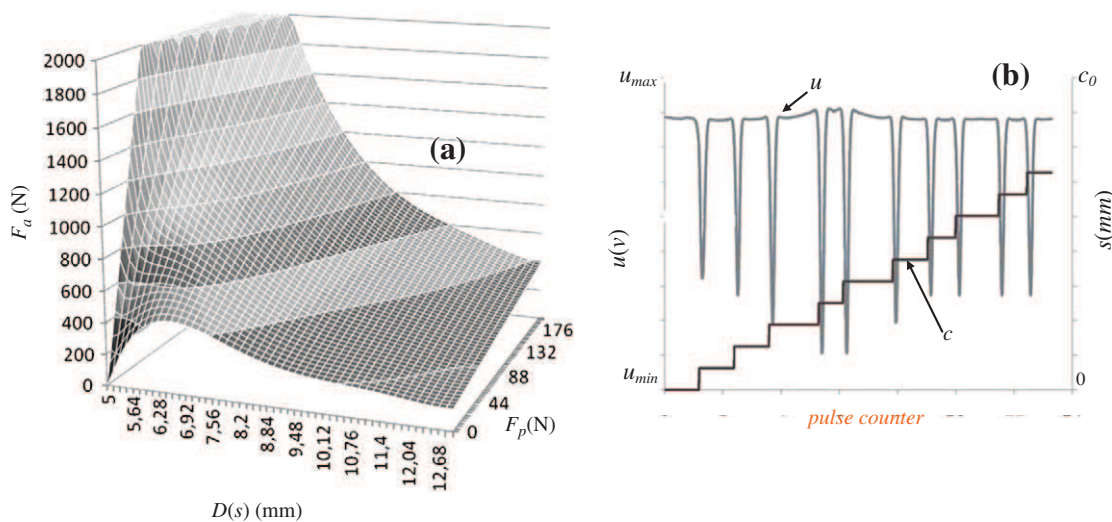 2000
1800
1600
1400
1200
1000
800
600
400
200
0
F_a (N)
(a)
5
5,64
6,28
6,92
7,56
8,2
8,84
9,48
10,12
10,76
11,4
12,04
12,68
D(s) (mm)
0
44
88
132
176
F_p(N)
(b)
u_max
u(v)
u_min
u
c
c_0
s(mm)
0
pulse counter